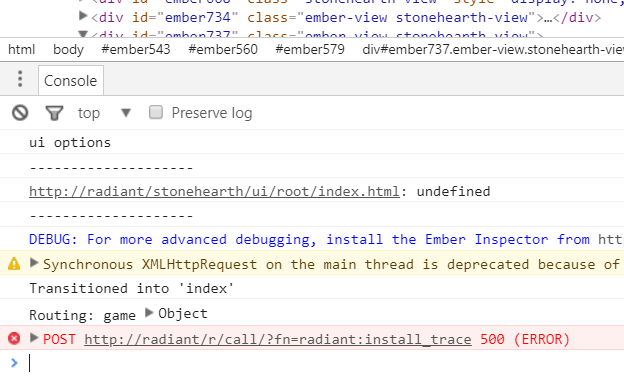 <div id="ember734" class="ember-view stonehearth-view">…</div>
html body #ember543 #ember560 #ember579 div#ember737.ember-view.stonehearth-view
Console
top Preserve log
ui options
--------------------
http://radiant/stonehearth/ui/root/index.html: undefined
--------------------
DEBUG: For more advanced debugging, install the Ember Inspector from htt
Synchronous XMLHttpRequest on the main thread is deprecated because of
Transitioned into 'index'
Routing: game Object
POST http://radiant/r/call/?fn=radiant:install_trace 500 (ERROR)